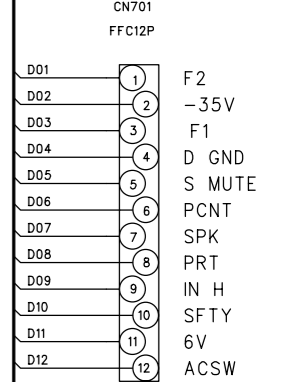 CN701
FFC12P
D01 1 F2
D02 2 -35V
D03 3 F1
D04 4 D GND
D05 5 S MUTE
D06 6 PCNT
D07 7 SPK
D08 8 PRT
D09 9 IN H
D10 10 SFTY
D11 11 6V
D12 12 ACSW